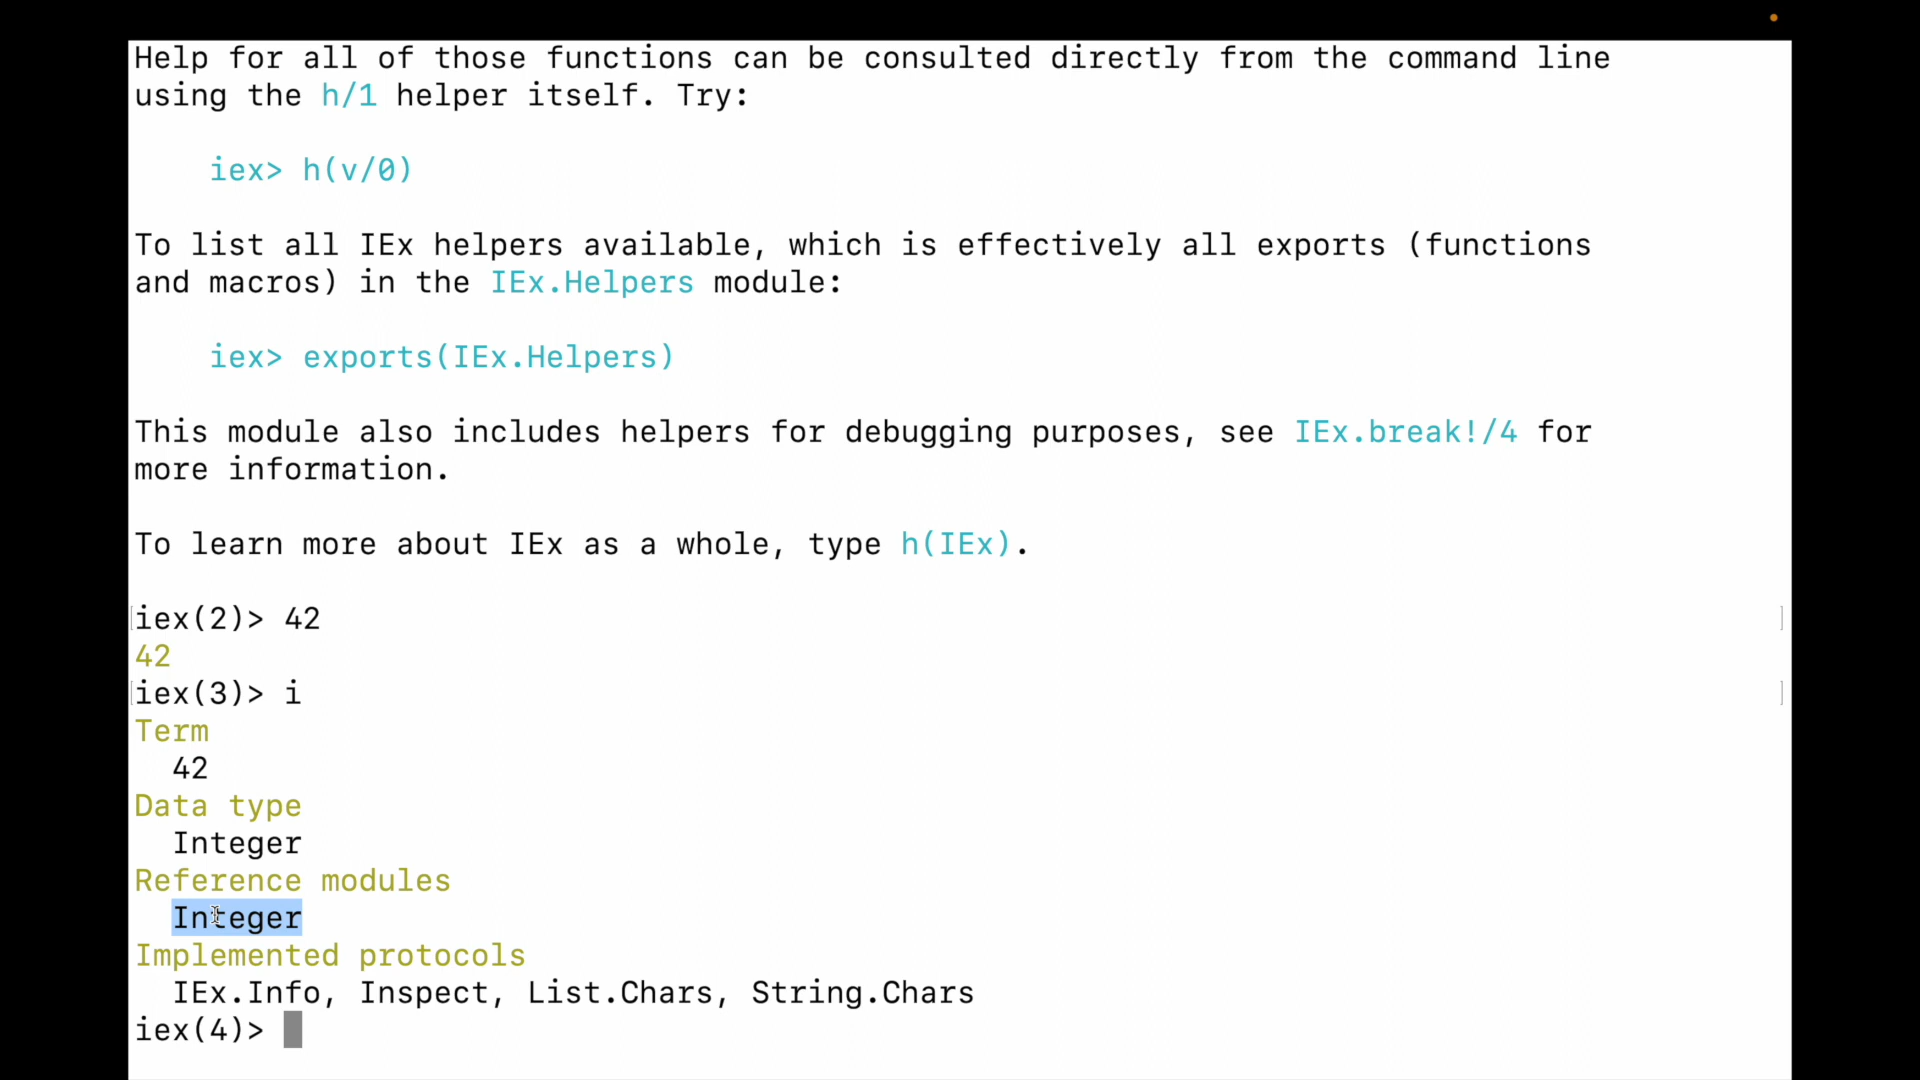 Help for all of those functions can be consulted directly from the command line
using the h/1 helper itself. Try:
iex> h(v/0)
To list all IEx helpers available, which is effectively all exports (functions
and macros) in the IEx.Helpers module:
iex> exports(IEx.Helpers)
This module also includes helpers for debugging purposes, see IEx.break!/4 for
more information.
To learn more about IEx as a whole, type h(IEx).
iex(2)> 42
42
iex(3)> i
Term
42
Data type
Integer
Reference modules
Integer
Implemented protocols
IEx.Info, Inspect, List.Chars, String.Chars
iex(4)>